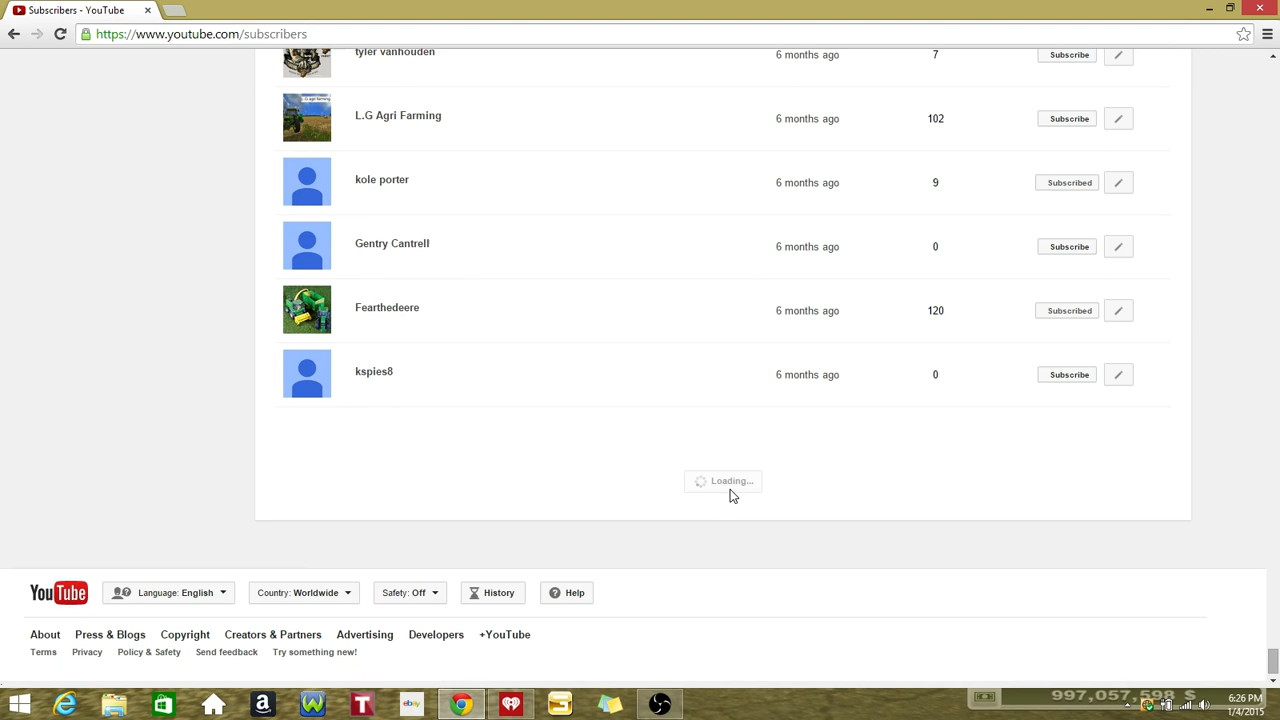 Subscribers - YouTube
https://www.youtube.com/subscribers
tyler vanhouden 6 months ago 7 Subscribe
L.G Agri Farming 6 months ago 102 Subscribe
kole porter 6 months ago 9 Subscribed
Gentry Cantrell 6 months ago 0 Subscribe
Fearthedeere 6 months ago 120 Subscribed
kspies8 6 months ago 0 Subscribe
Loading...
YouTube Language: English Country: Worldwide Safety: Off History Help
About Press & Blogs Copyright Creators & Partners Advertising Developers +YouTube
Terms Privacy Policy & Safety Send feedback Try something new!
997,057,598 $
6:26 PM
1/4/2015